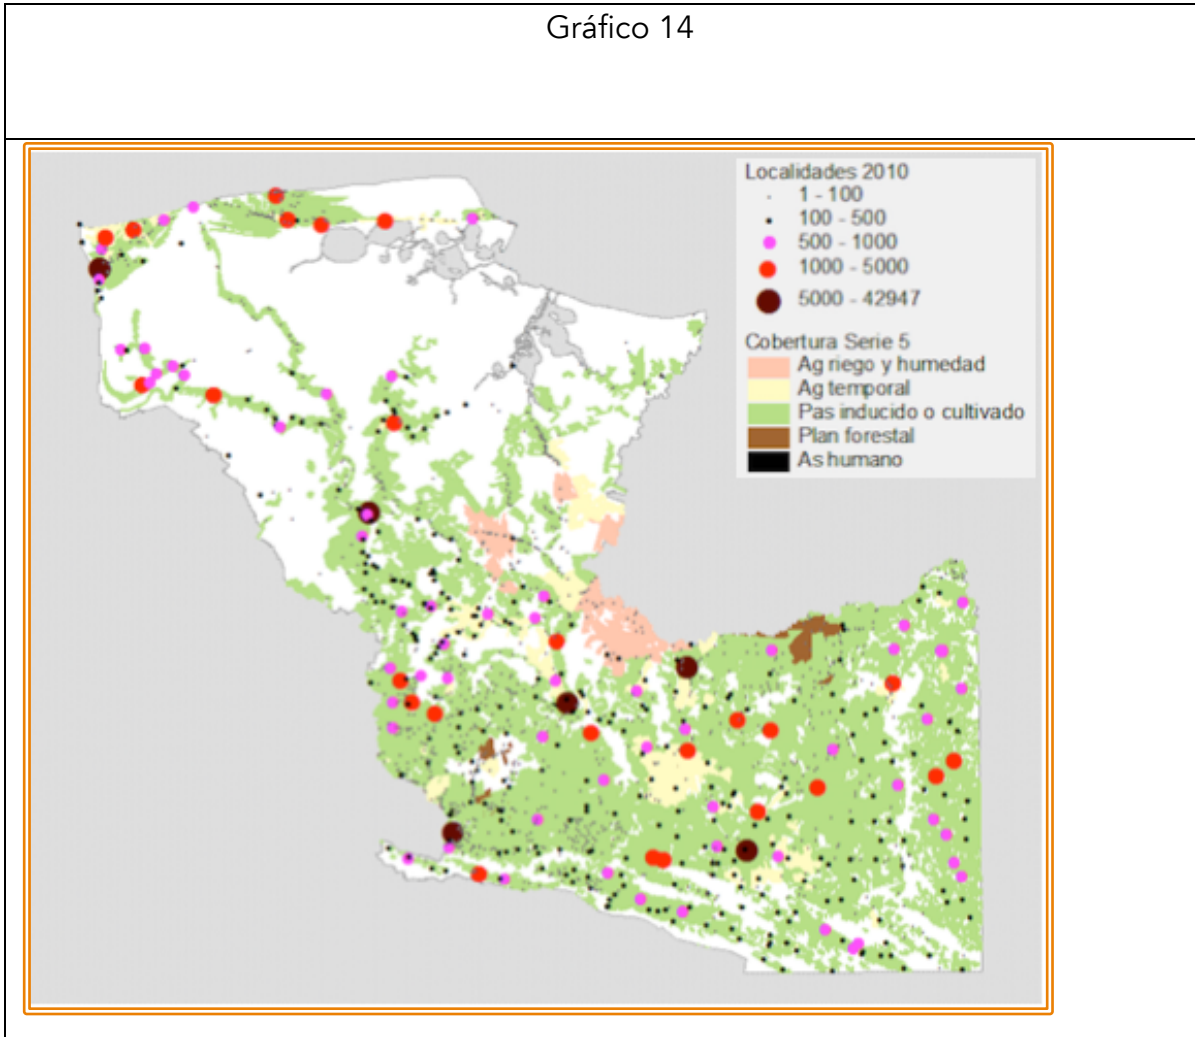 Gráfico 14
Localidades 2010
1 - 100
100 - 500
500 - 1000
1000 - 5000
5000 - 42947
Cobertura Serie 5
Ag riego y humedad
Ag temporal
Pas inducido o cultivado
Plan forestal
As humano